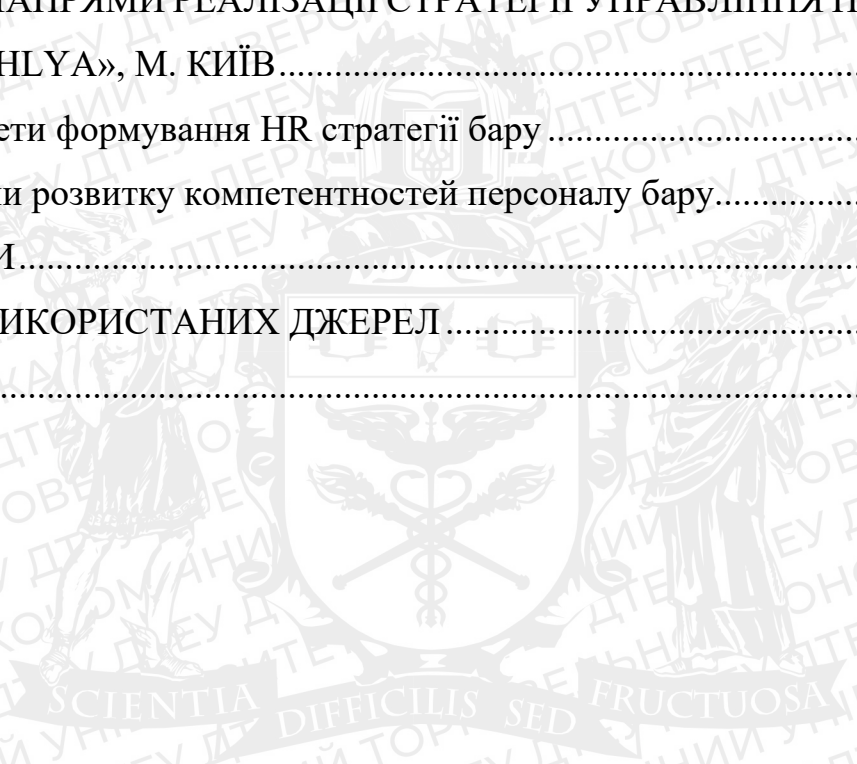 НАПРЯМИ РЕАЛІЗАЦІЇ СТРАТЕГІЇ УПРАВЛІННЯ
HLYA», М. КИЇВ
ети формування HR стратегії бару
и розвитку компетентностей персоналу бару
И
ВИКОРИСТАНИХ ДЖЕРЕЛ
SCIENTIA DIFFICILIS SED FRUCTUOSA